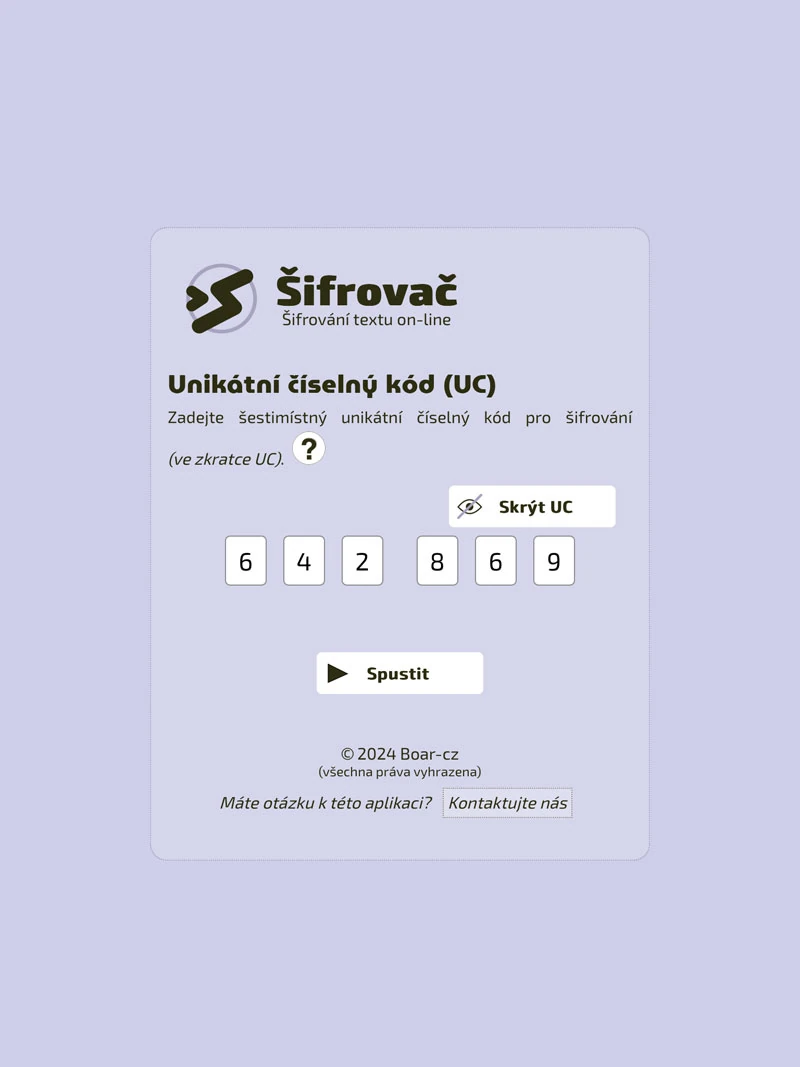 Šifrovač
Šifrování textu on-line
Unikátní číselný kód (UC)
Zadejte šestimístný unikátní číselný kód pro šifrování
(ve zkratce UC). ?
Skrýt UC
6 4 2 8 6 9
Spustit
© 2024 Boar-cz
(všechna práva vyhrazena)
Máte otázku k této aplikaci? Kontaktujte nás